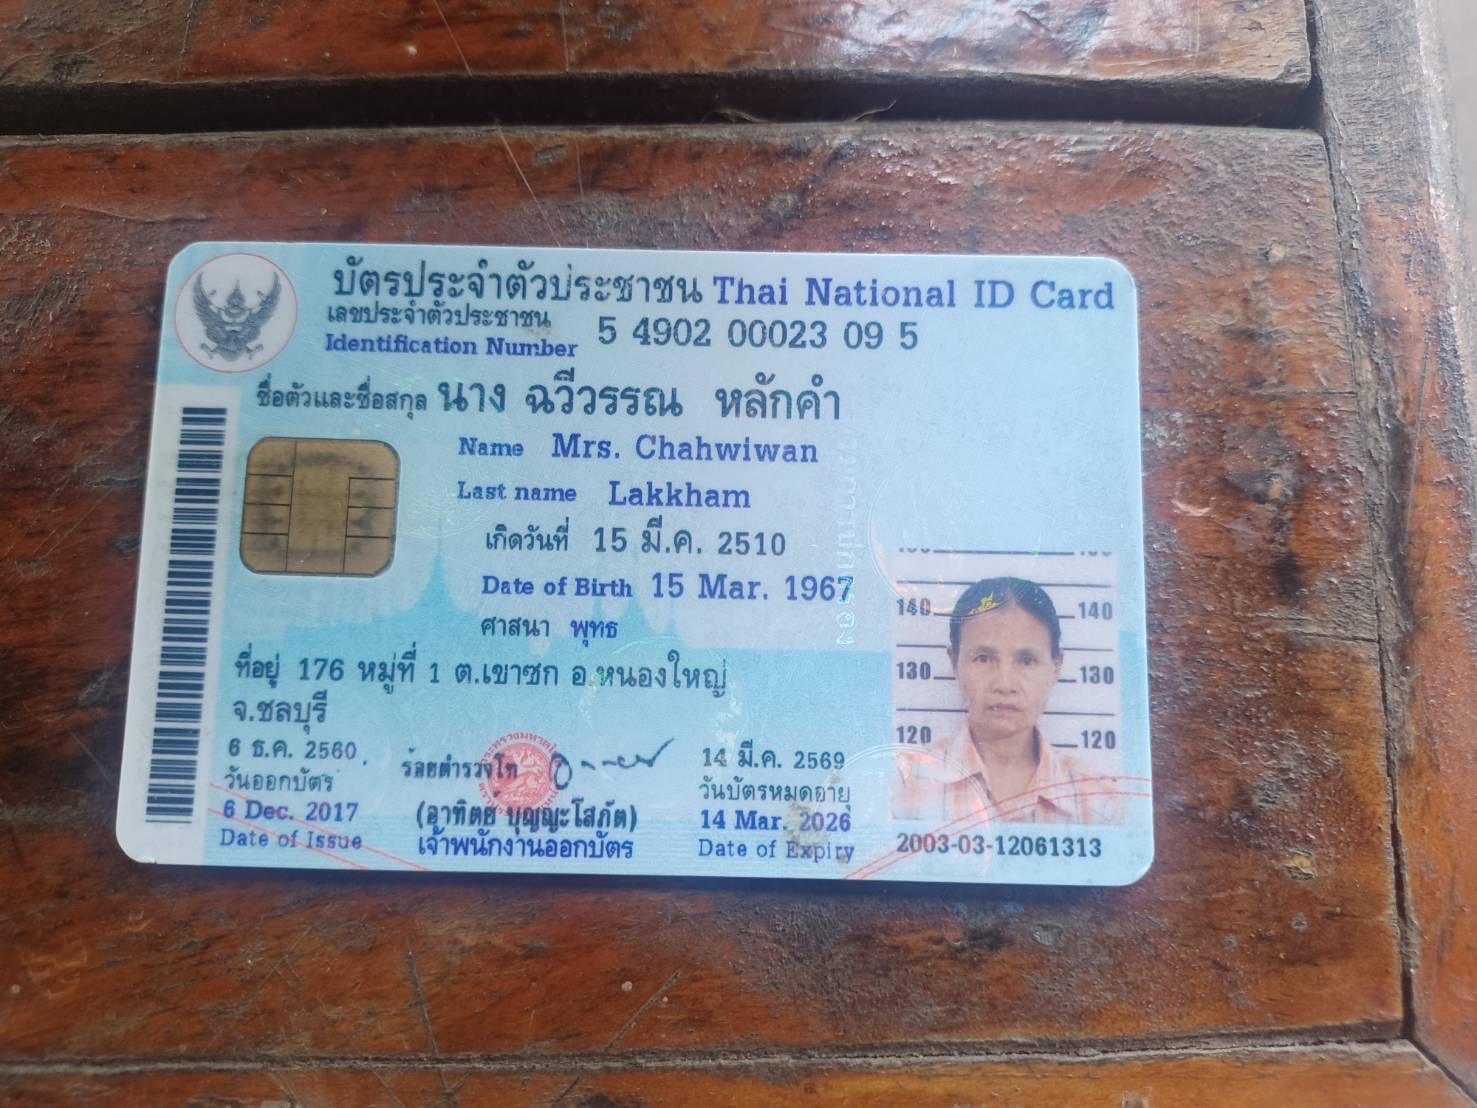 บัตรประจำตัวประชาชน Thai National ID Card
เลขประจำตัวประชาชน
Identification Number 5 4902 00023 09 5
ชื่อตัวและชื่อสกุล นาง ฉวีวรรณ หลักคำ
Name Mrs. Chahwiwan
Last name Lakkham
เกิดวันที่ 15 มี.ค. 2510
Date of Birth 15 Mar. 1967
ศาสนา พุทธ
ที่อยู่ 176 หมู่ที่ 1 ต.เขาซก อ.หนองใหญ่
จ.ชลบุรี
6 ธ.ค. 2560
วันออกบัตร
6 Dec. 2017
Date of Issue
ร้อยตำรวจโท
(อาทิตย์ บุญญะโสภัต)
เจ้าพนักงานออกบัตร
14 มี.ค. 2569
วันบัตรหมดอายุ
14 Mar. 2026
Date of Expiry
140 140
130 130
120 120
2003-03-12061313